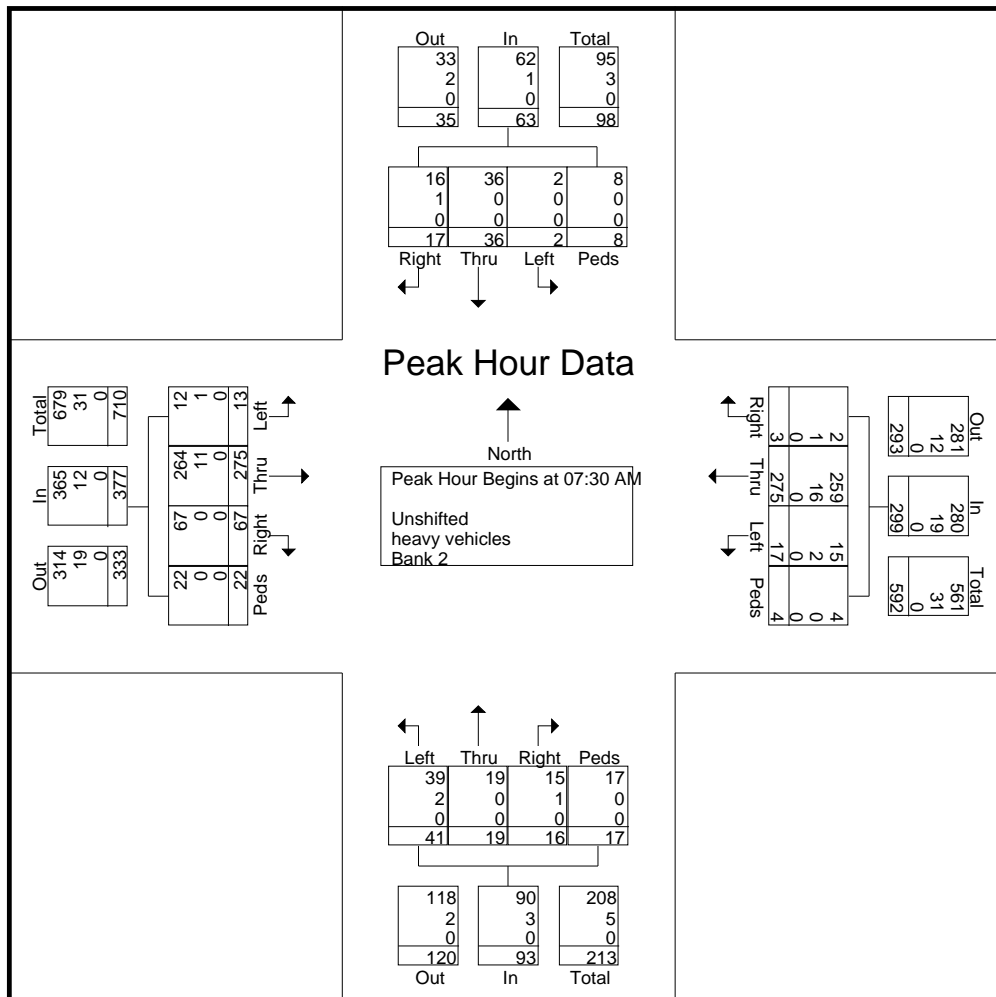 Out In Total
33 62 95
2 1 3
0 0 0
35 63 98
16 36 2 8
1 0 0 0
0 0 0 0
17 36 2 8
Right Thru Left Peds
Peak Hour Data
North
Peak Hour Begins at 07:30 AM
Unshifted
heavy vehicles
Bank 2
Total
679
31
0
710
In
365
12
0
377
Out
314
19
0
333
Left
12
1
0
13
Thru
264
11
0
275
Right
67
0
0
67
Peds
22
0
0
22
Right
2
1
0
3
Thru
259
16
0
275
Left
15
2
0
17
Peds
4
0
0
4
Out
281
12
0
293
In
280
19
0
299
Total
561
31
0
592
Left Thru Right Peds
39 19 15 17
2 0 1 0
0 0 0 0
41 19 16 17
118 90 208
2 3 5
0 0 0
120 93 213
Out In Total